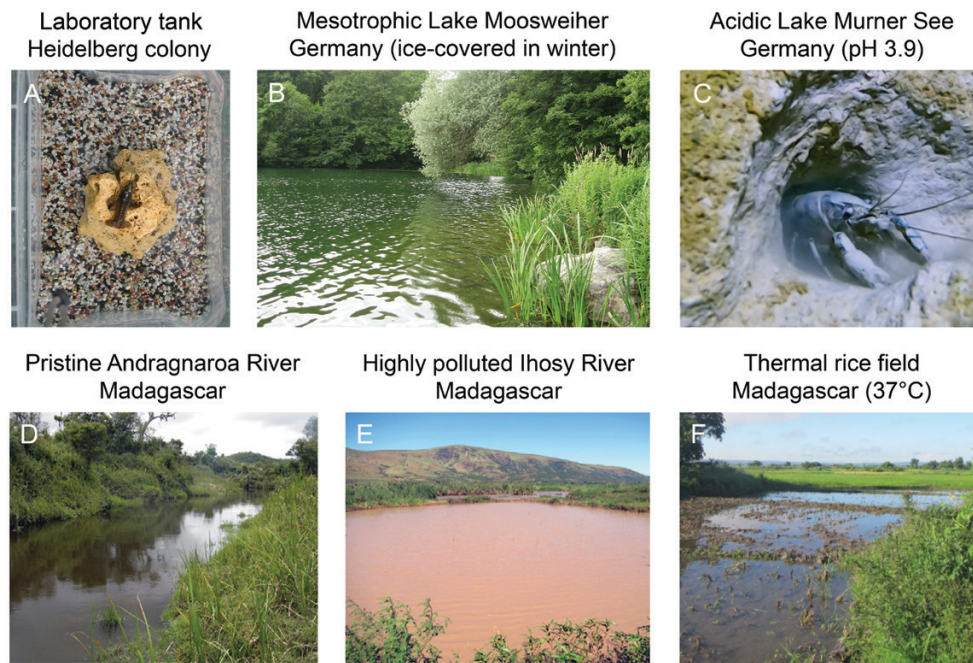 Laboratory tank
Heidelberg colony
Mesotrophic Lake Moosweiher
Germany (ice-covered in winter)
Acidic Lake Murner See
Germany (pH 3.9)
A
B
C
Pristine Andragnaroa River
Madagascar
Highly polluted Ihosy River
Madagascar
Thermal rice field
Madagascar (37°C)
D
E
F